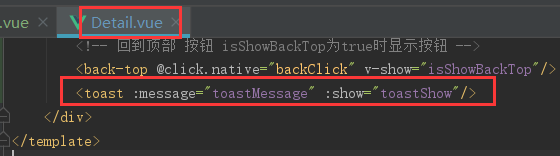 .vue × Detail.vue ×
<!-- 回到顶部 按钮 isShowBackTop为true时显示按钮 -->
<back-top @click.native="backClick" v-show="isShowBackTop"/>
<toast :message="toastMessage" :show="toastShow"/>
</div>
</template>